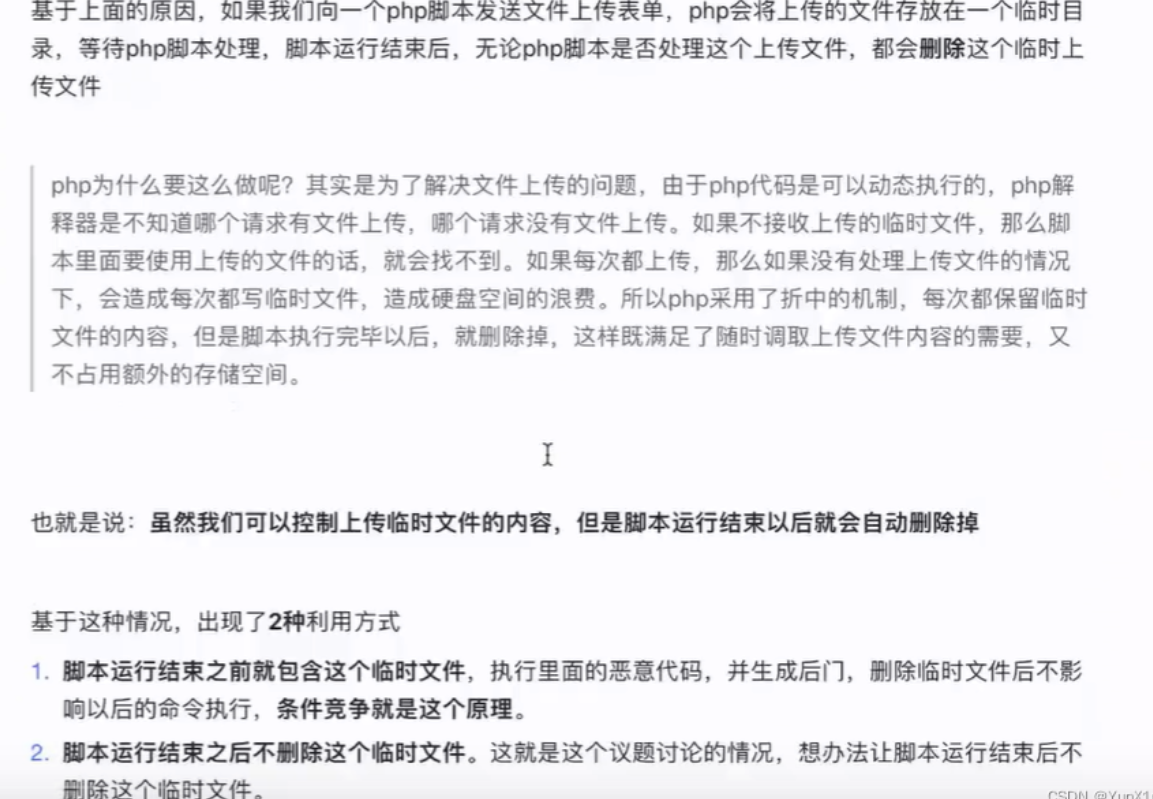 基于上面的原因，如果我们向一个php脚本发送文件上传表单，php会将上传的文件存放在一个临时目
录，等待php脚本处理，脚本运行结束后，无论php脚本是否处理这个上传文件，都会删除这个临时上
传文件
php为什么要这么做呢？其实是为了解决文件上传的问题，由于php代码是可以动态执行的，php解
释器是不知道哪个请求有文件上传，哪个请求没有文件上传。如果不接收上传的临时文件，那么脚
本里面要使用上传的文件的话，就会找不到。如果每次都上传，那么如果没有处理上传文件的情况
下，会造成每次都写临时文件，造成硬盘空间的浪费。所以php采用了折中的机制，每次都保留临时
文件的内容，但是脚本执行完毕以后，就删除掉，这样既满足了随时调取上传文件内容的需要，又
不占用额外的存储空间。
也就是说：虽然我们可以控制上传临时文件的内容，但是脚本运行结束以后就会自动删除掉
基于这种情况，出现了2种利用方式
1. 脚本运行结束之前就包含这个临时文件，执行里面的恶意代码，并生成后门，删除临时文件后不影
响以后的命令执行，条件竞争就是这个原理。
2. 脚本运行结束之后不删除这个临时文件。这就是这个议题讨论的情况，想办法让脚本运行结束后不
删除这个临时文件。